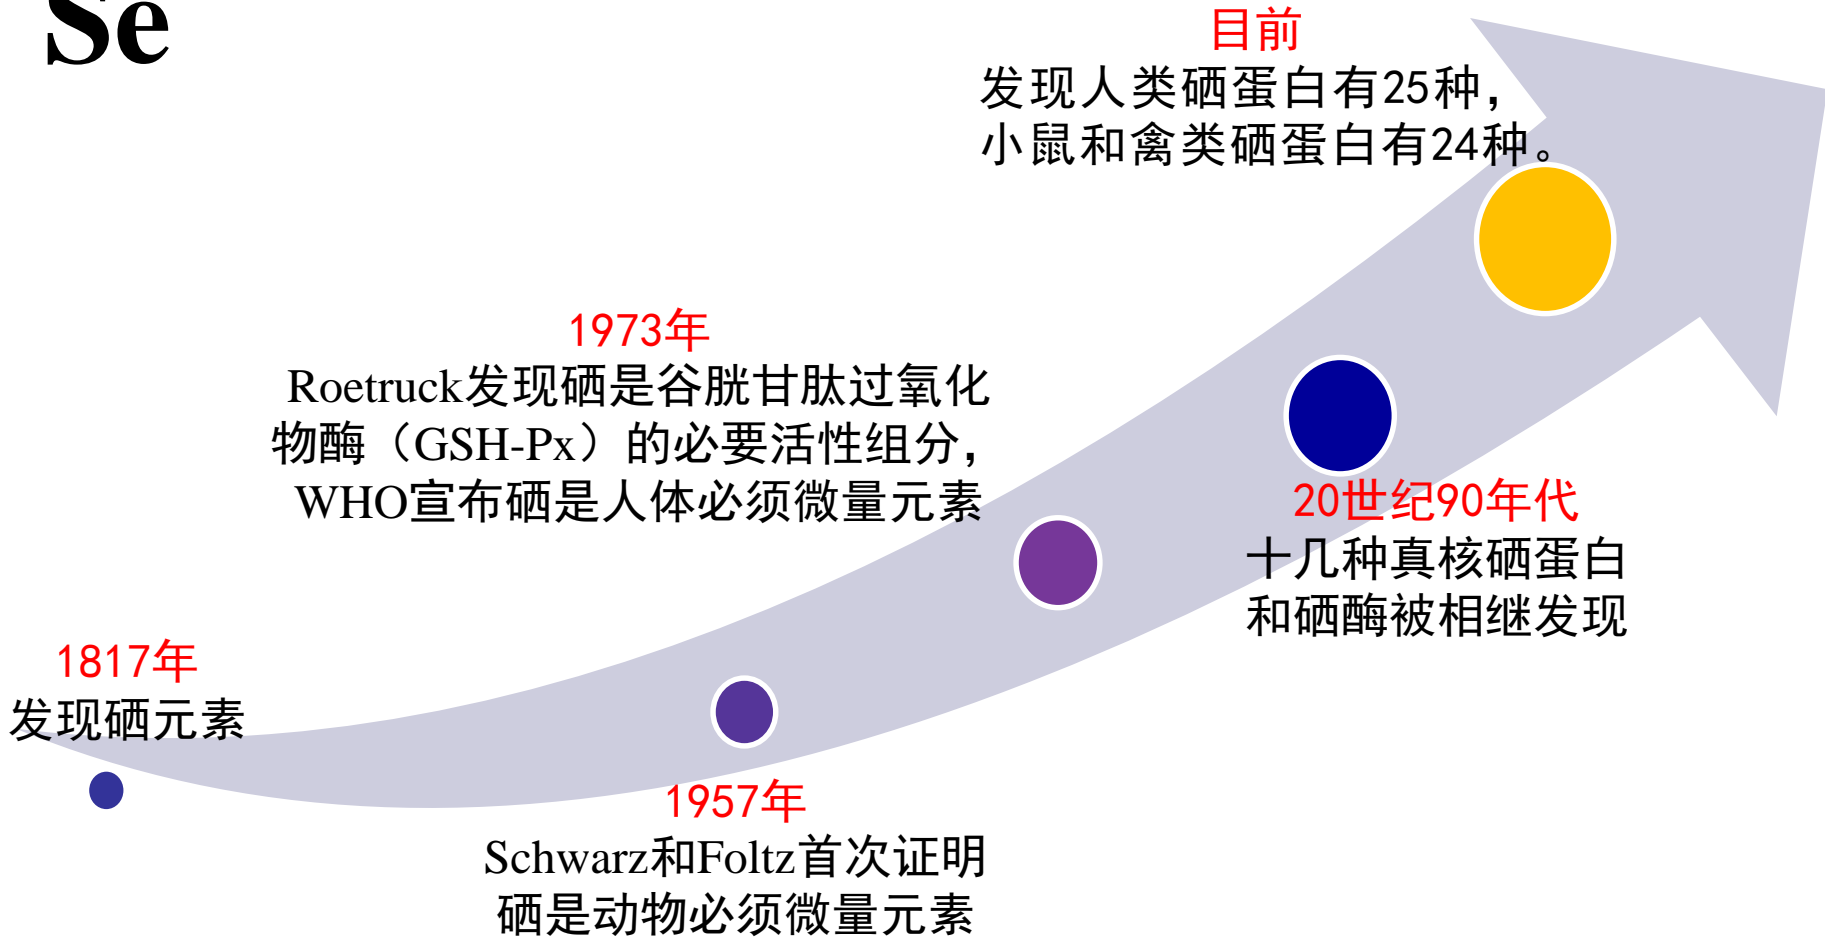 Se
目前
发现人类硒蛋白有25种，
小鼠和禽类硒蛋白有24种。
1973年
Roetruck发现硒是谷胱甘肽过氧化
物酶（GSH-Px）的必要活性组分，
WHO宣布硒是人体必须微量元素
20世纪90年代
十几种真核硒蛋白
和硒酶被相继发现
1817年
发现硒元素
1957年
Schwarz和Foltz首次证明
硒是动物必须微量元素